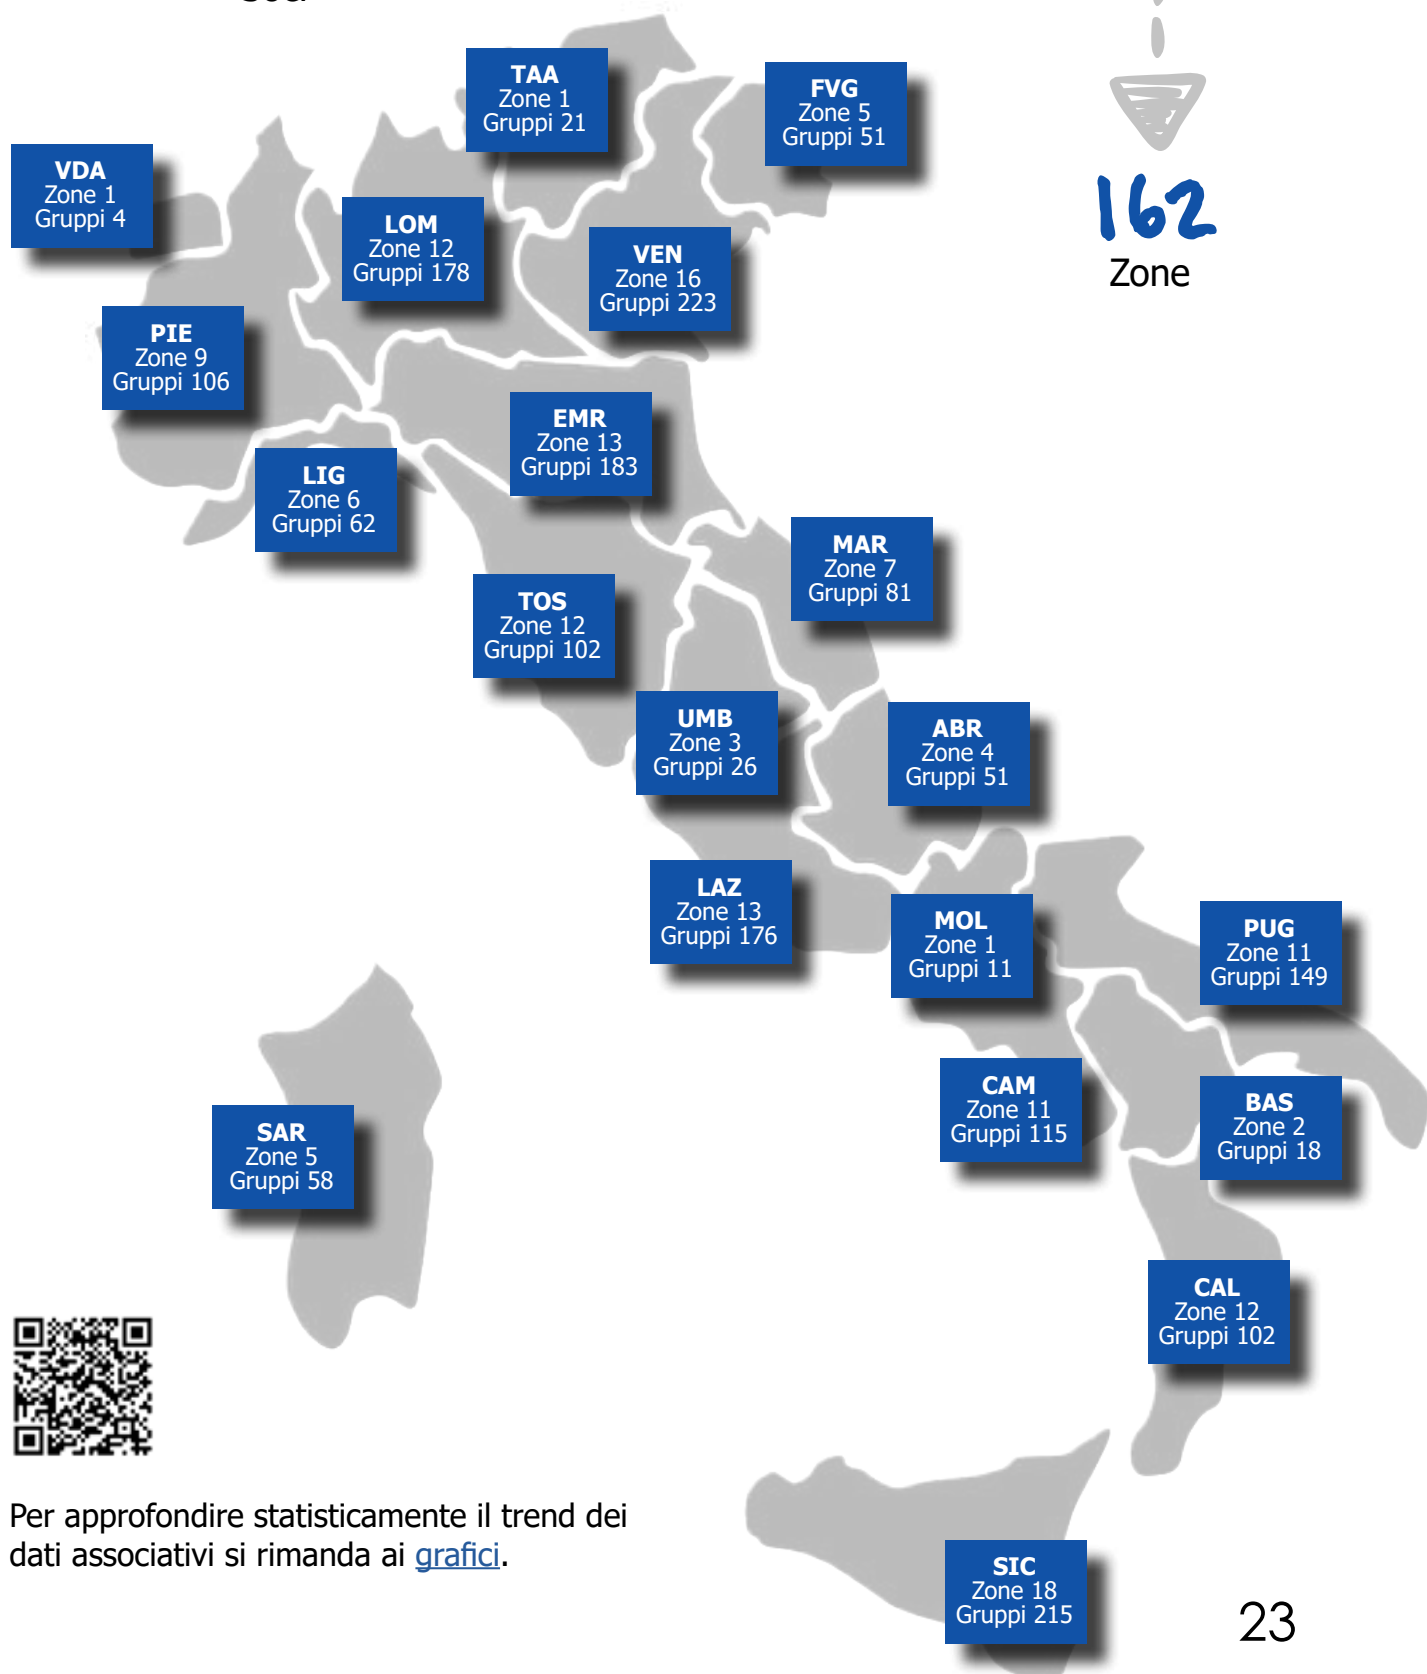 TAA
Zone 1
Gruppi 21
FVG
Zone 5
Gruppi 51
VDA
Zone 1
Gruppi 4
LOM
Zone 12
Gruppi 178
VEN
Zone 16
Gruppi 223
162
Zone
PIE
Zone 9
Gruppi 106
EMR
Zone 13
Gruppi 183
LIG
Zone 6
Gruppi 62
MAR
Zone 7
Gruppi 81
TOS
Zone 12
Gruppi 102
UMB
Zone 3
Gruppi 26
ABR
Zone 4
Gruppi 51
LAZ
Zone 13
Gruppi 176
MOL
Zone 1
Gruppi 11
PUG
Zone 11
Gruppi 149
CAM
Zone 11
Gruppi 115
BAS
Zone 2
Gruppi 18
SAR
Zone 5
Gruppi 58
CAL
Zone 12
Gruppi 102
Per approfondire statisticamente il trend dei
dati associativi si rimanda ai grafici.
SIC
Zone 18
Gruppi 215
23